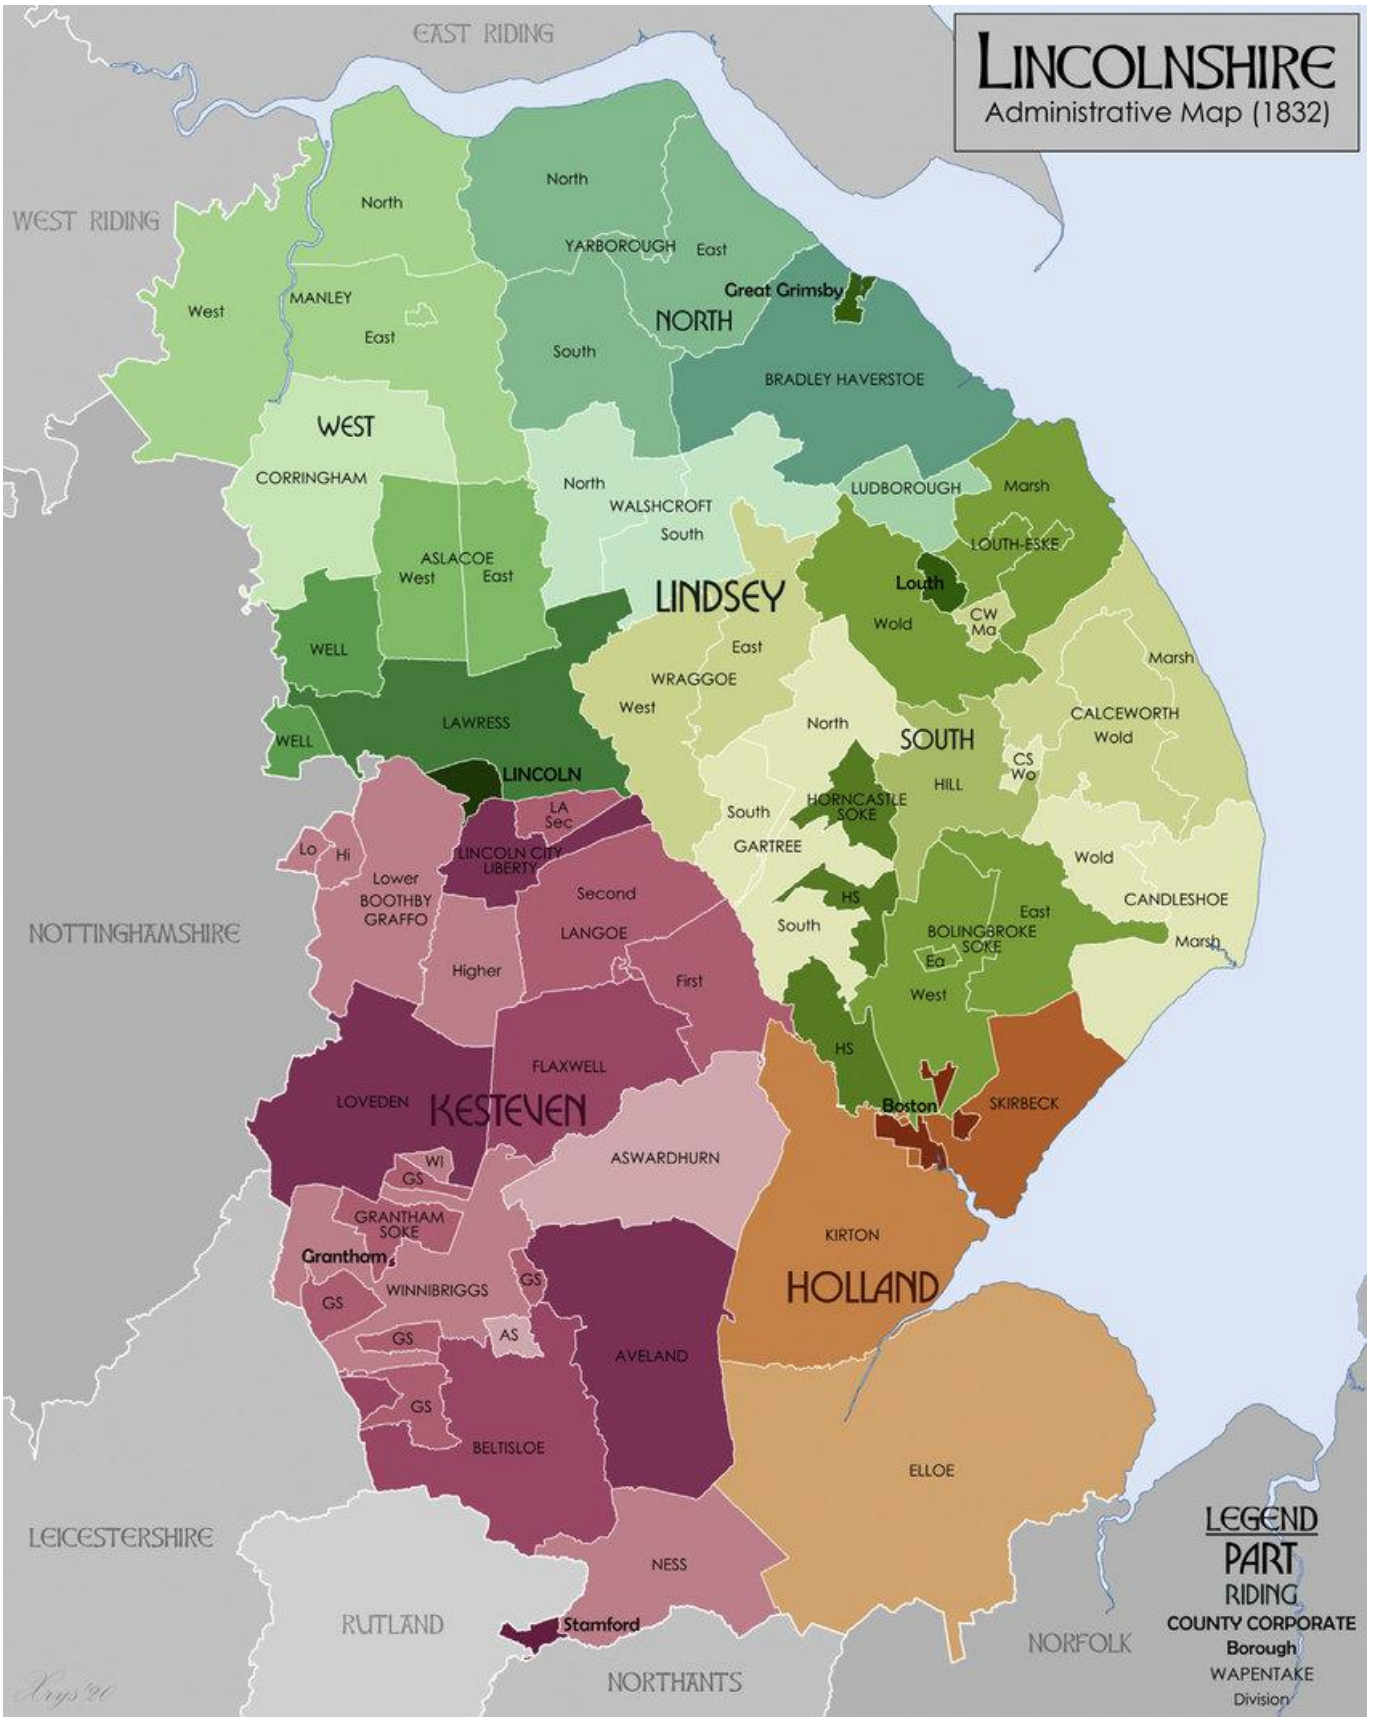 EAST RIDING
LINCOLNSHIRE
Administrative Map (1832)
WEST RIDING
North
North
YARBOROUGH
East
Great Grimsby
West
MANLEY
East
NORTH
South
BRADLEY HAVERSTOE
WEST
CORRINGHAM
North
WALSHCROFT
South
LUDBOROUGH
Marsh
LOUTH-ESKE
ASLACOE
West
East
LINDSEY
Louth
CW
Ma
Wold
WELL
East
WRAGGOE
West
Marsh
CALCEWORTH
Wold
LAWRESS
North
SOUTH
WELL
LINCOLN
CS
Wo
HILL
HORNCASTLE
SOKE
South
GARTREE
LA
Sec
LINCOLN CITY
LIBERTY
Lo
Hi
Lower
BOOTHBY
GRAFFO
Second
LANGOE
Wold
CANDLESHOE
HS
East
BOLINGBROKE
SOKE
South
Marsh
NOTTINGHAMSHIRE
Ea
Higher
First
West
HS
FLAXWELL
LOVEDEN
KESTEVEN
Boston
SKIRBECK
ASWARDHURN
WI
GS
GRANTHAM
SOKE
KIRTON
Grantham
WINNIBRIGGS
GS
HOLLAND
GS
GS
AS
AVELAND
GS
BELTISLOE
ELLOE
LEICESTERSHIRE
NESS
RUTLAND
Stamford
NORTHANTS
NORFOLK
LEGEND
PART
RIDING
COUNTY CORPORATE
Borough
WAPENTAKE
Division
Xrys'20